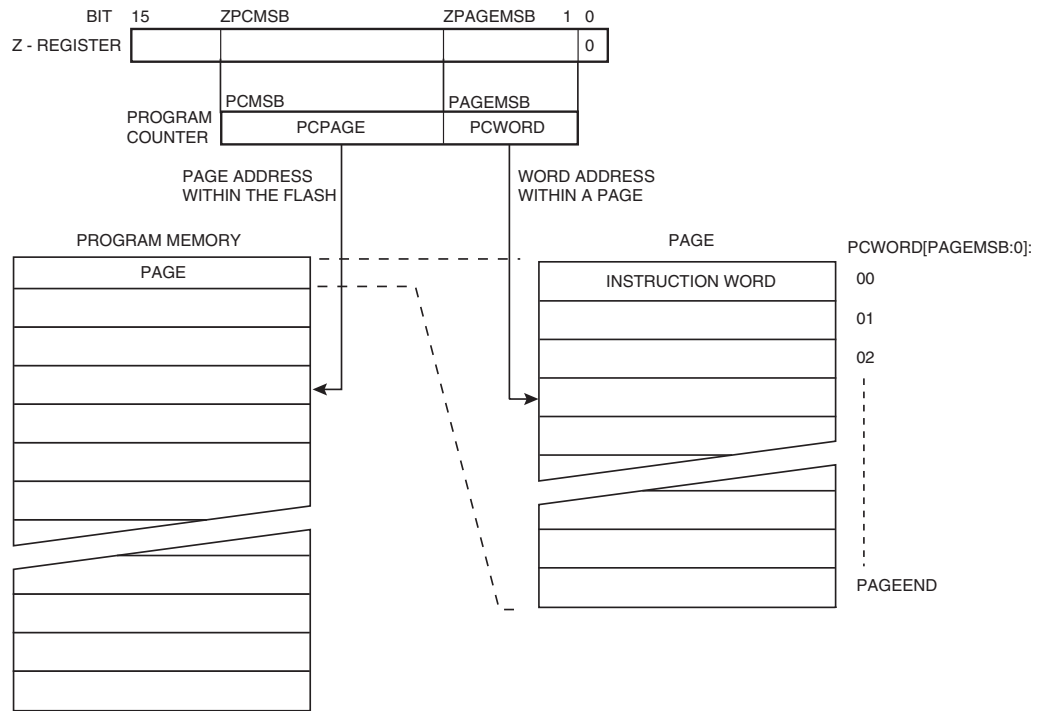 BIT 15 ZPCMSB ZPAGEMSB 1 0
Z - REGISTER 0
PCMSB PAGEMSB
PROGRAM
COUNTER
PCPAGE PCWORD
PAGE ADDRESS
WITHIN THE FLASH
WORD ADDRESS
WITHIN A PAGE
PROGRAM MEMORY
PAGE
PAGE
PCWORD[PAGEMSB:0]:
INSTRUCTION WORD
00
01
02
PAGEEND